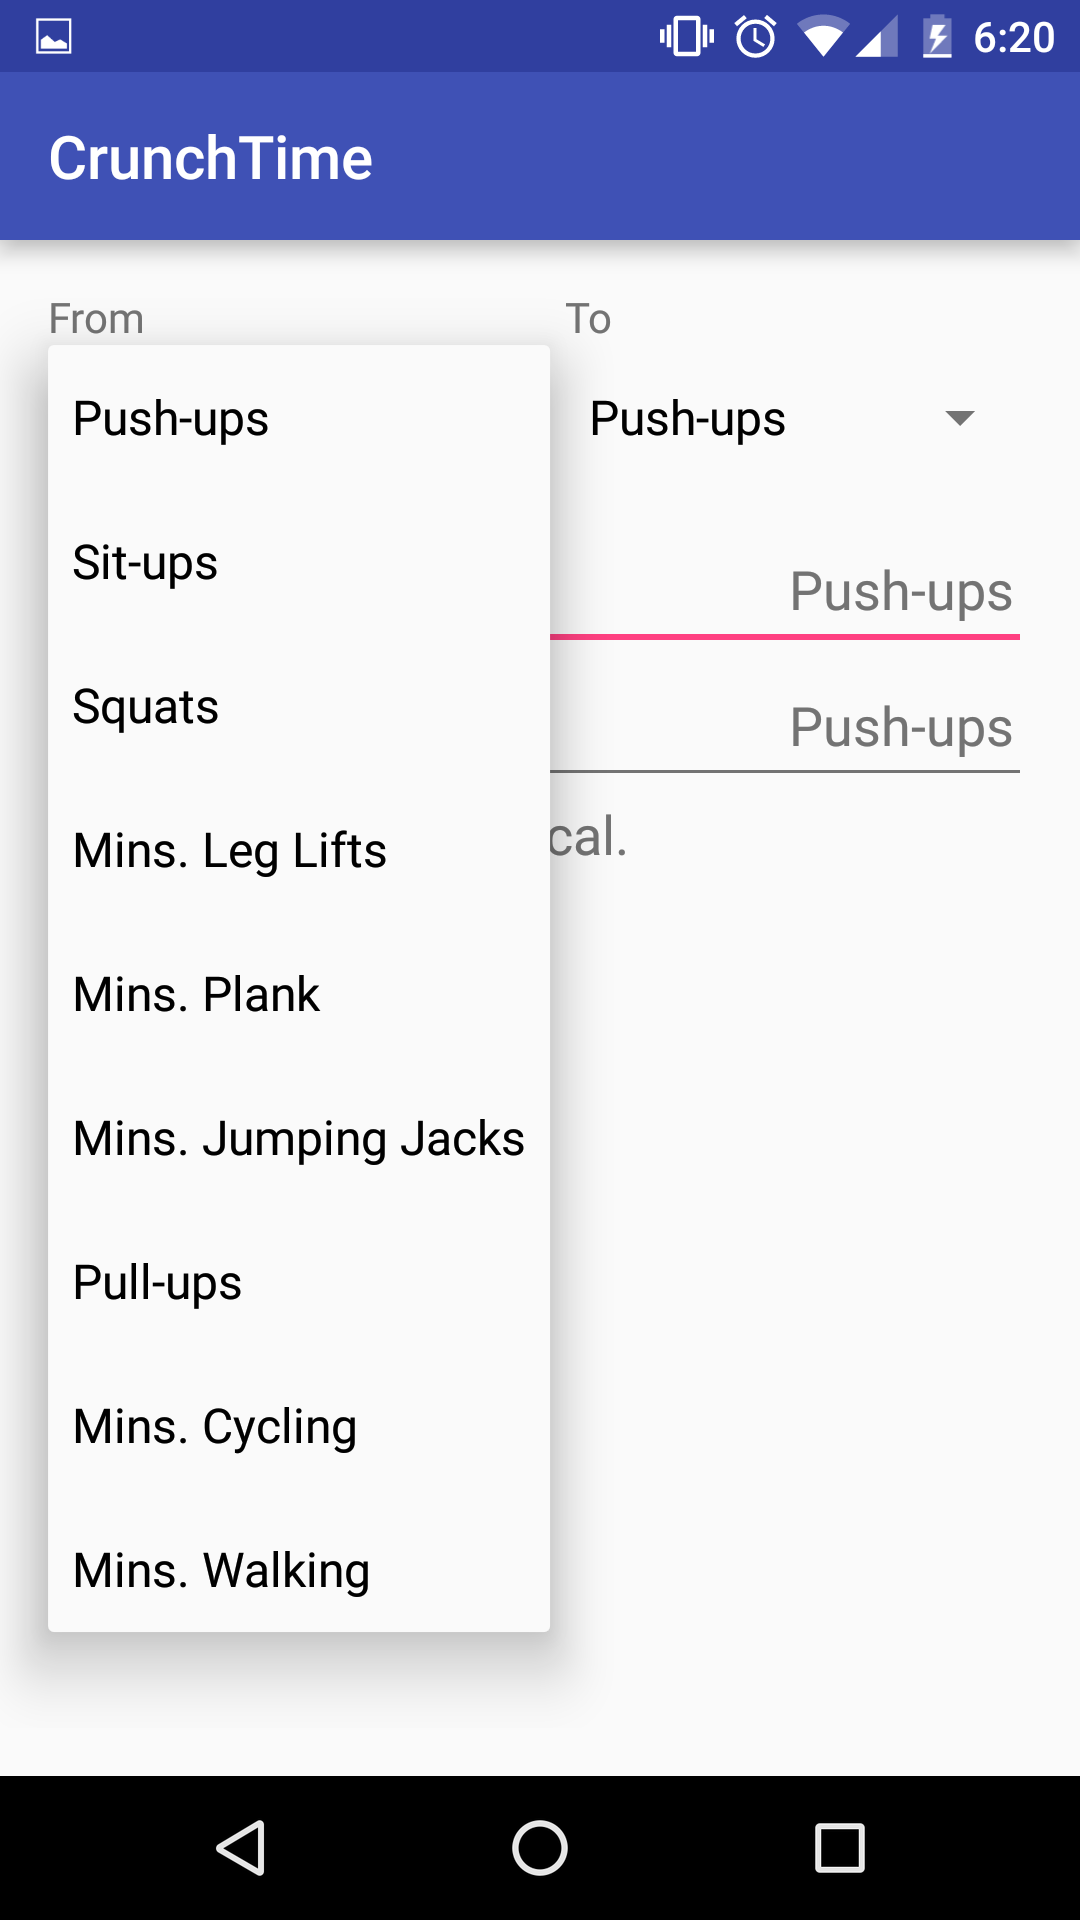 6:20
CrunchTime
From To
Push-ups Push-ups
Sit-ups
Push-ups
Squats
Push-ups
cal.
Mins. Leg Lifts
Mins. Plank
Mins. Jumping Jacks
Pull-ups
Mins. Cycling
Mins. Walking